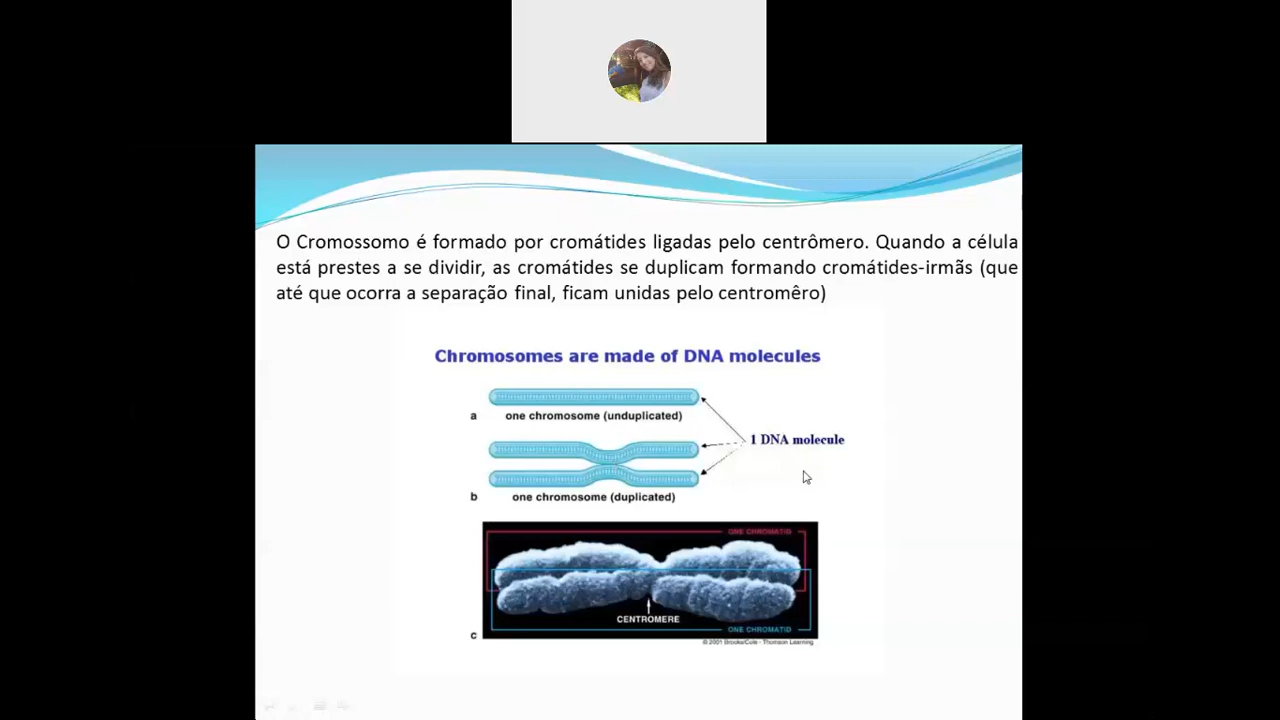 O Cromossomo é formado por cromátides ligadas pelo centrômero. Quando a célula
está prestes a se dividir, as cromátides se duplicam formando cromátides-irmãs (que
até que ocorra a separação final, ficam unidas pelo centromêro)
Chromosomes are made of DNA molecules
a
one chromosome (unduplicated)
1 DNA molecule
b
one chromosome (duplicated)
ONE CHROMATID
CENTROMERE
ONE CHROMATID
c
© 2001 Brooks/Cole - Thomson Learning